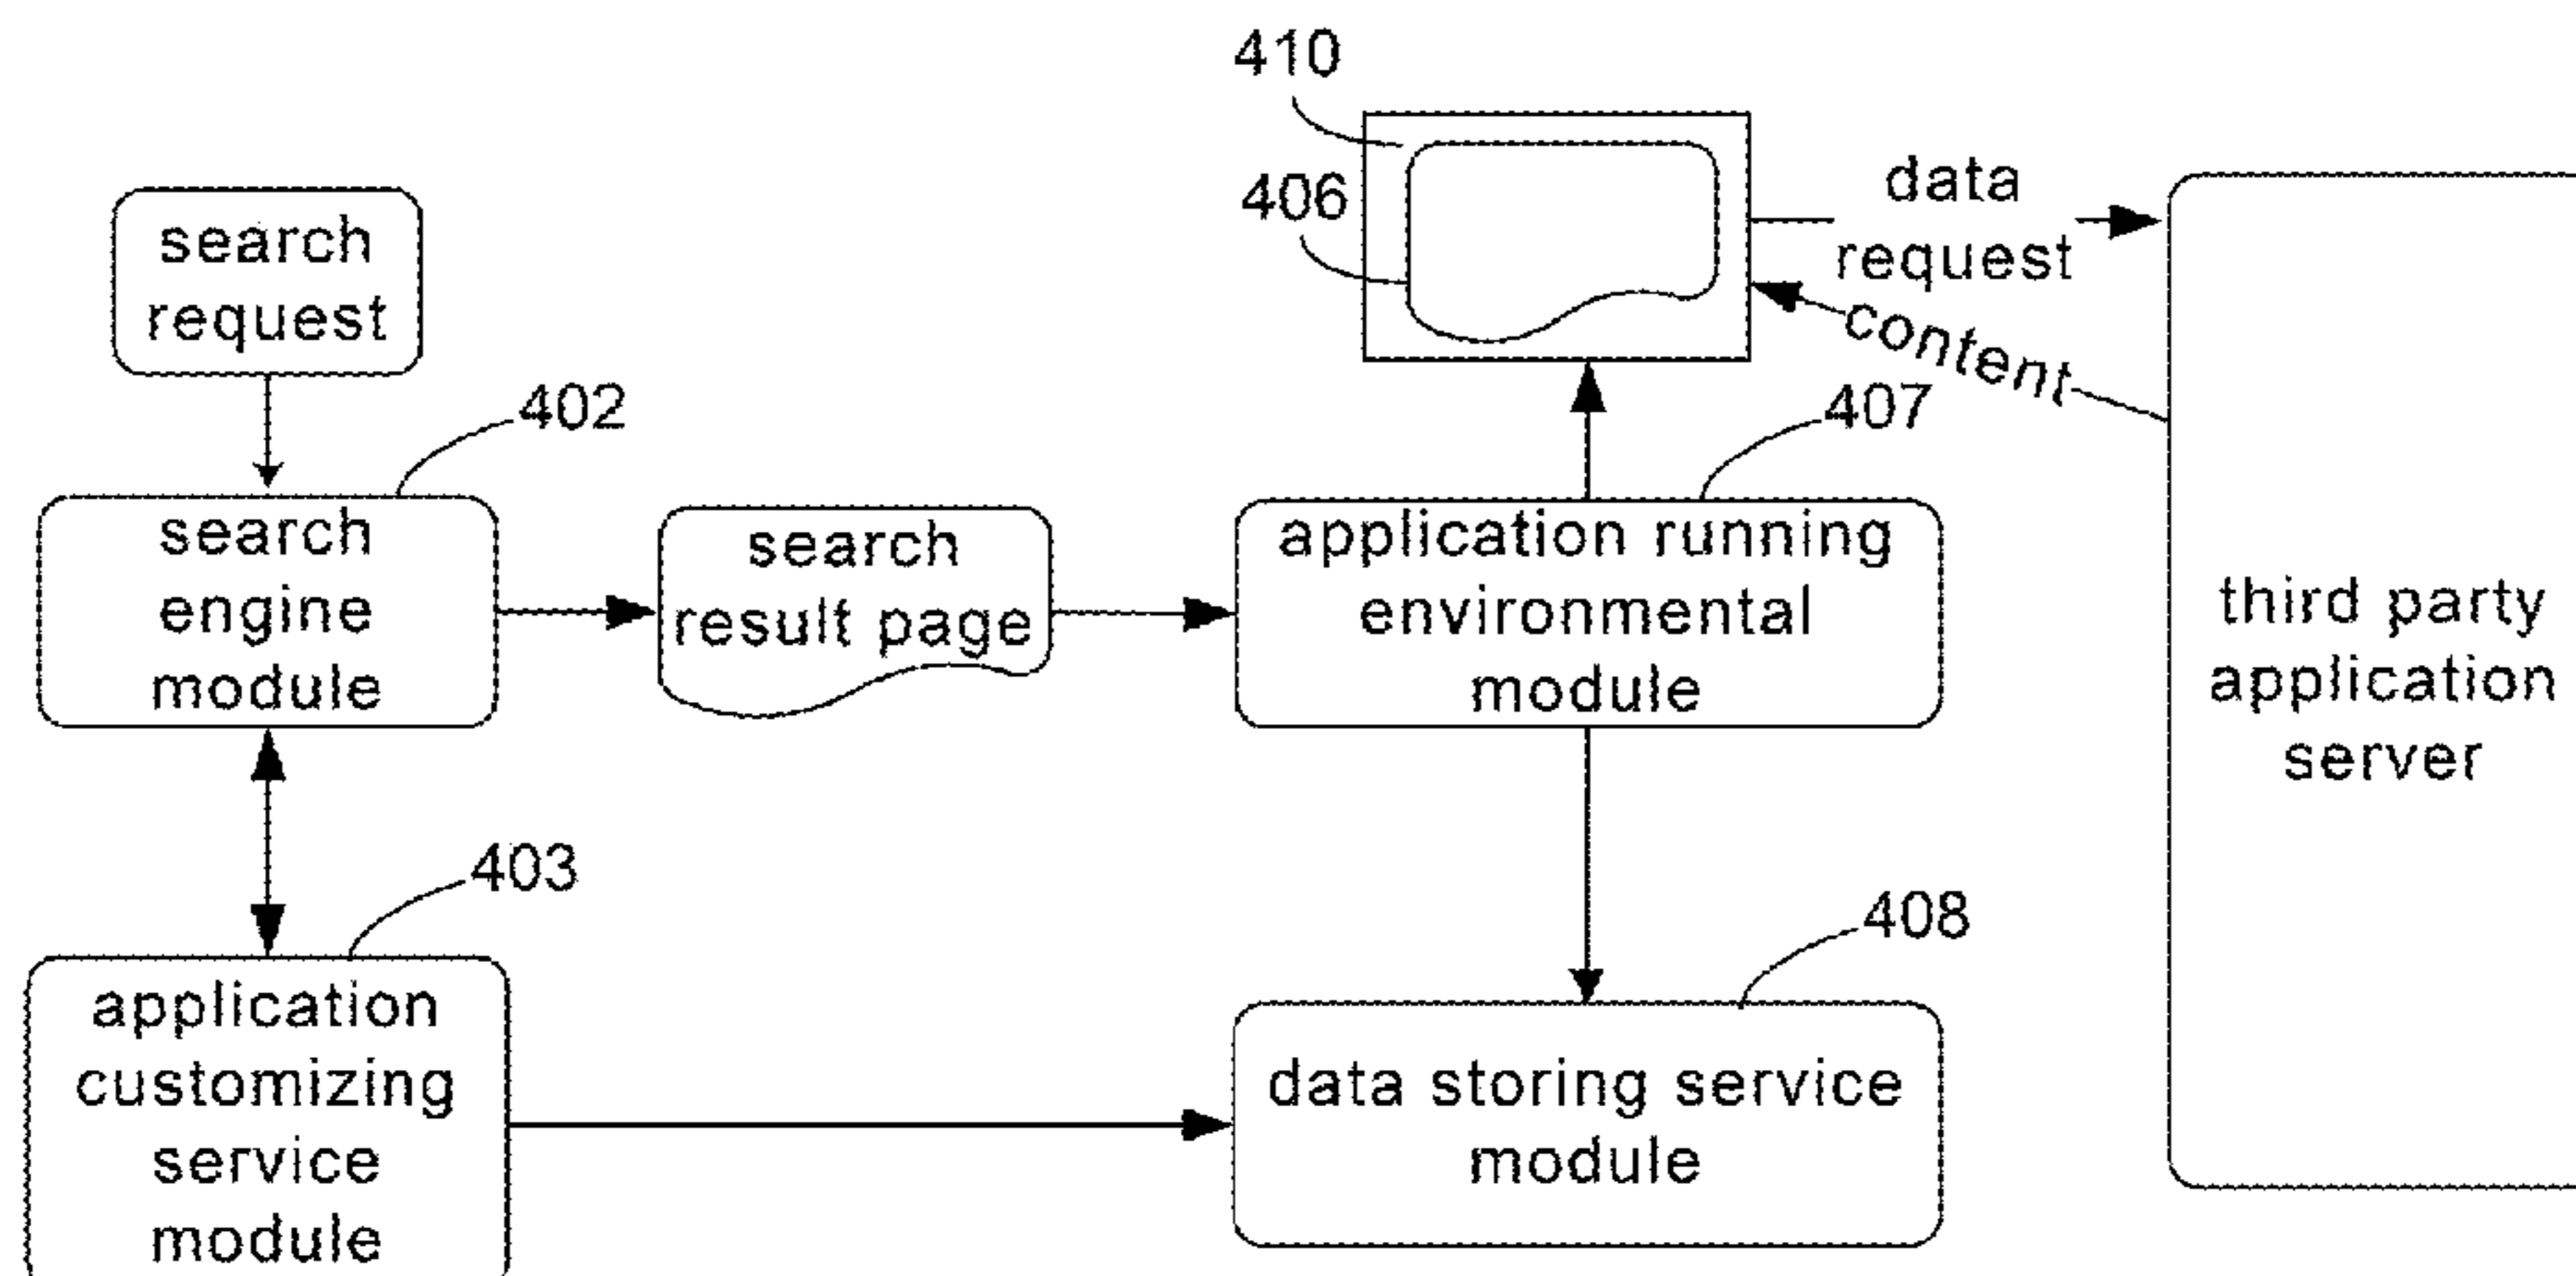 410
406
data
request
content
search
request
402
search
engine
module
search
result page
407
application running
environmental
module
third party
application
server
403
application
customizing
service
module
408
data storing service
module